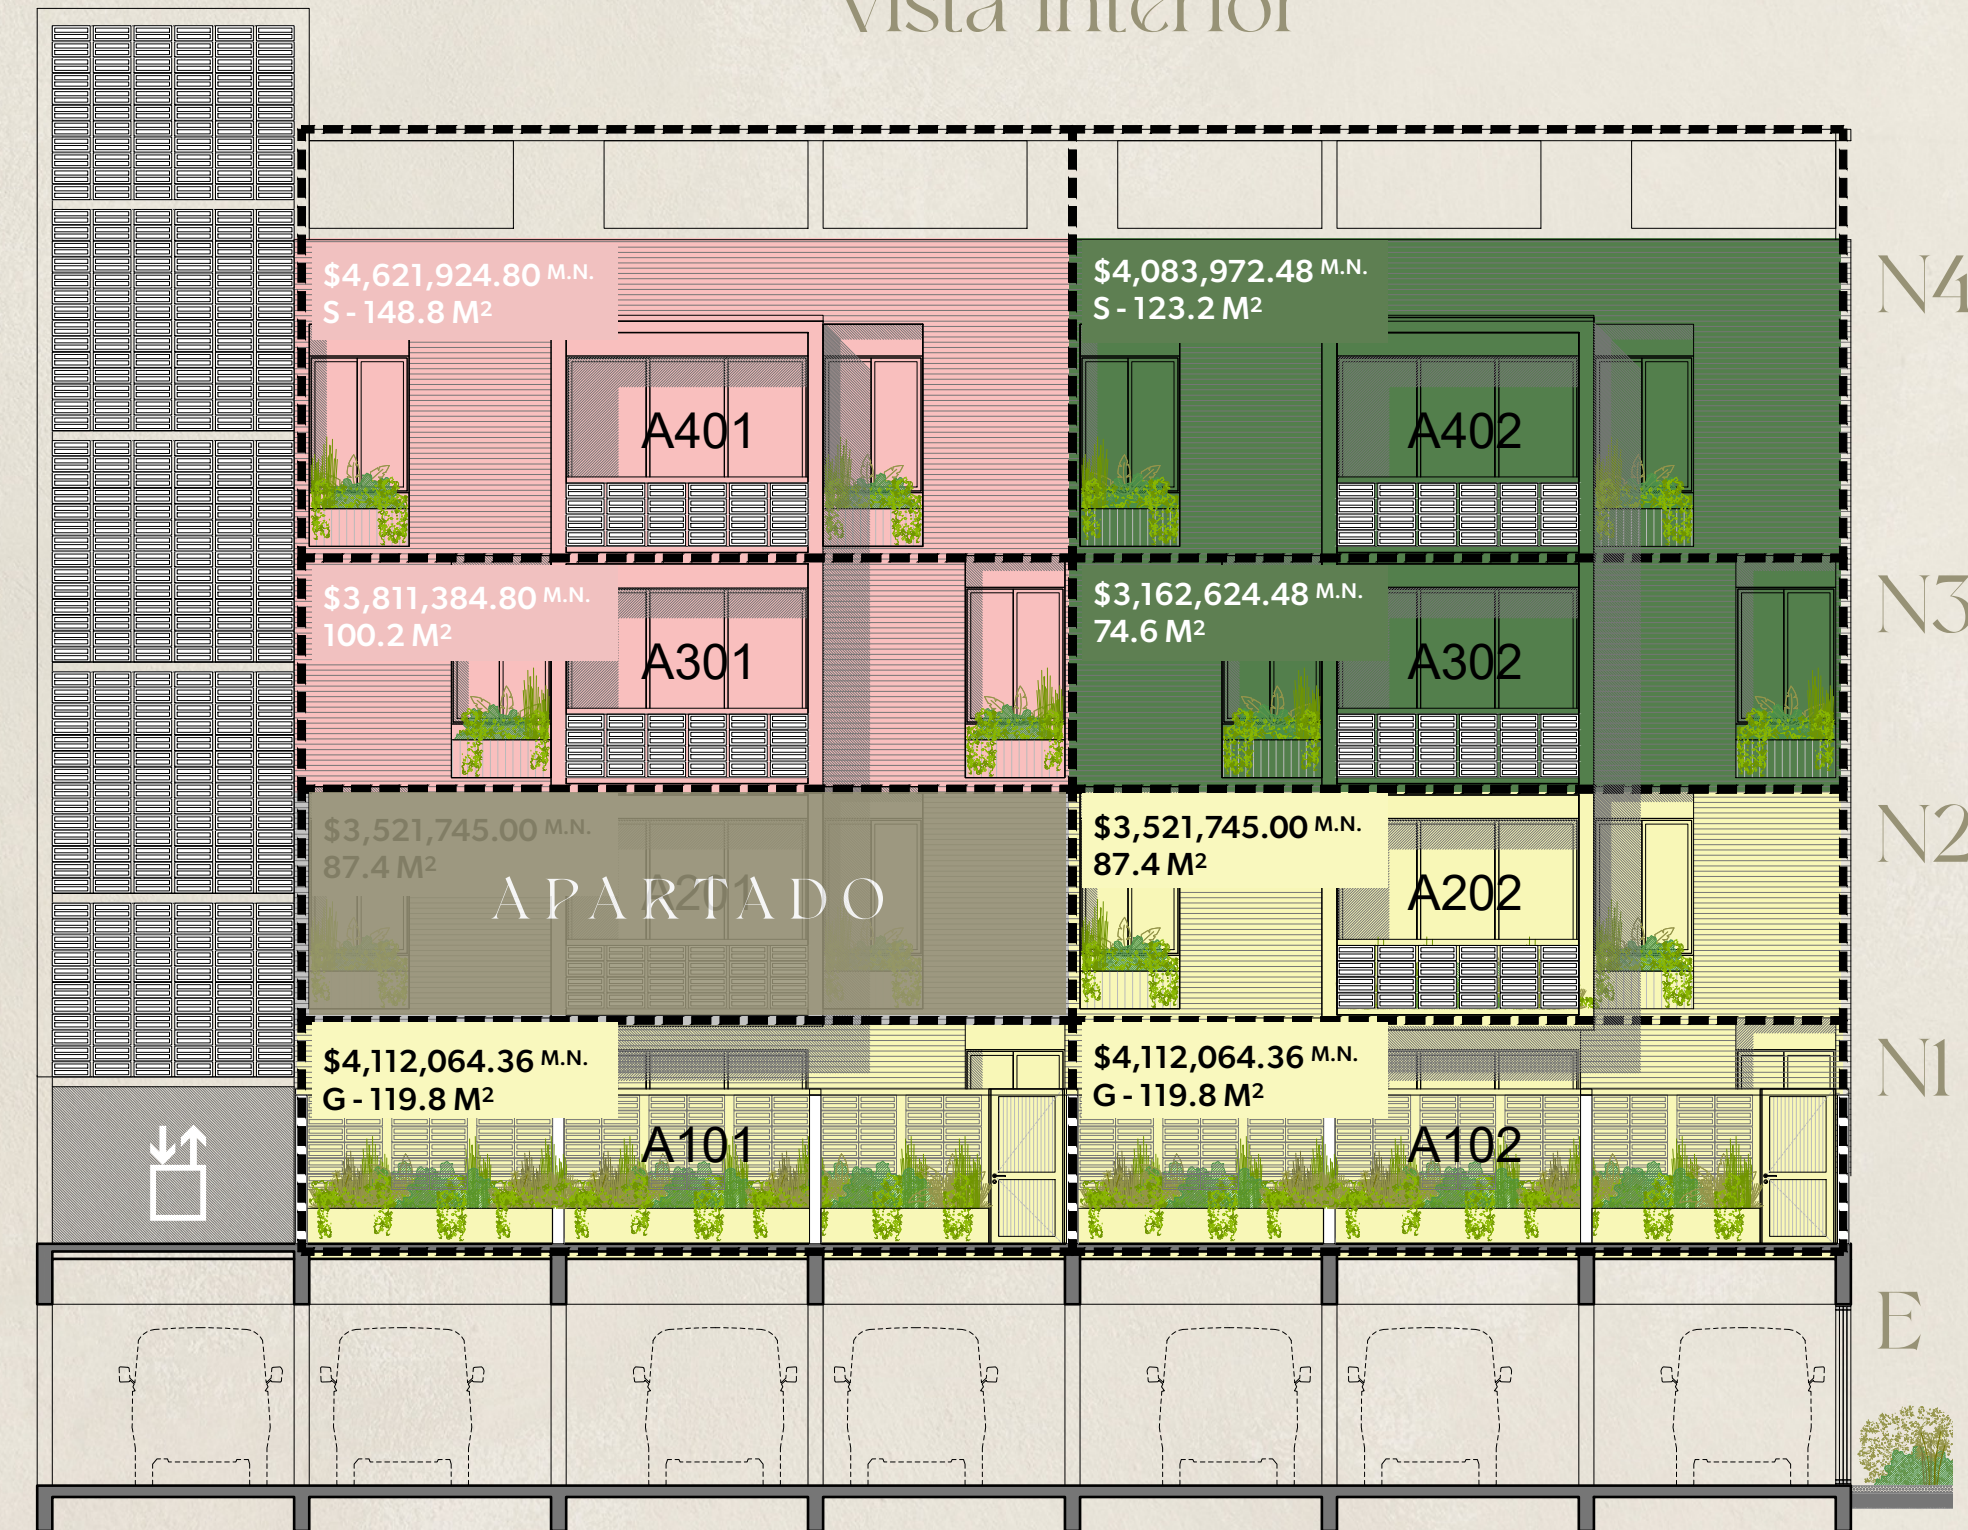 Vista interior
$4,621,924.80 M.N.
S - 148.8 M²
A401
$4,083,972.48 M.N.
S - 123.2 M²
A402
N4
$3,811,384.80 M.N.
100.2 M²
A301
$3,162,624.48 M.N.
74.6 M²
A302
N3
$3,521,745.00 M.N.
87.4 M²
A201
APARTADO
$3,521,745.00 M.N.
87.4 M²
A202
N2
$4,112,064.36 M.N.
G - 119.8 M²
A101
$4,112,064.36 M.N.
G - 119.8 M²
A102
N1
E